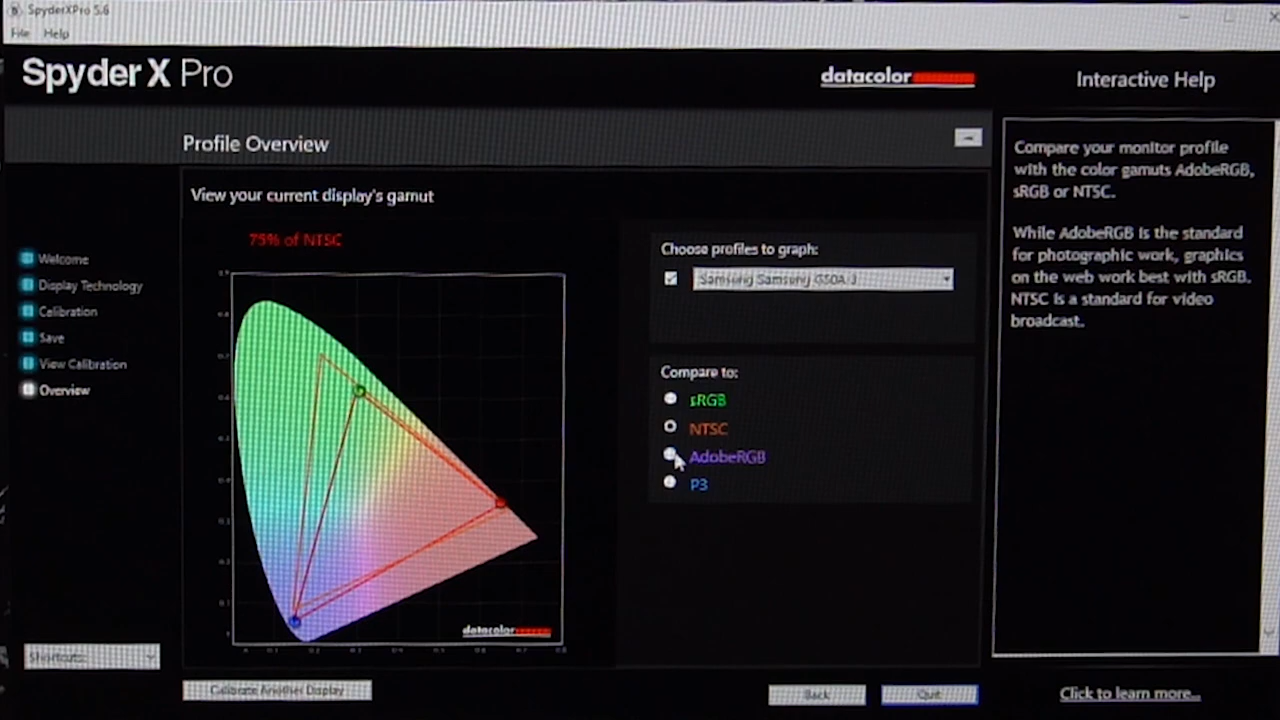 SpyderXPro 5.6
File Help
Spyder X Pro
datacolor
Interactive Help
Profile Overview
View your current display's gamut
75% of NTSC
Welcome
Display Technology
Calibration
Save
View Calibration
Overview
Shortcuts:
datacolor
Choose profiles to graph:
Samsung Samsung
Compare to:
sRGB
NTSC
AdobeRGB
P3
Compare your monitor profile
with the color gamuts AdobeRGB,
sRGB or NTSC.
While AdobeRGB is the standard
for photographic work, graphics
on the web work best with sRGB.
NTSC is a standard for video
broadcast.
Calibrate Another Display
Back
Quit
Click to learn more...